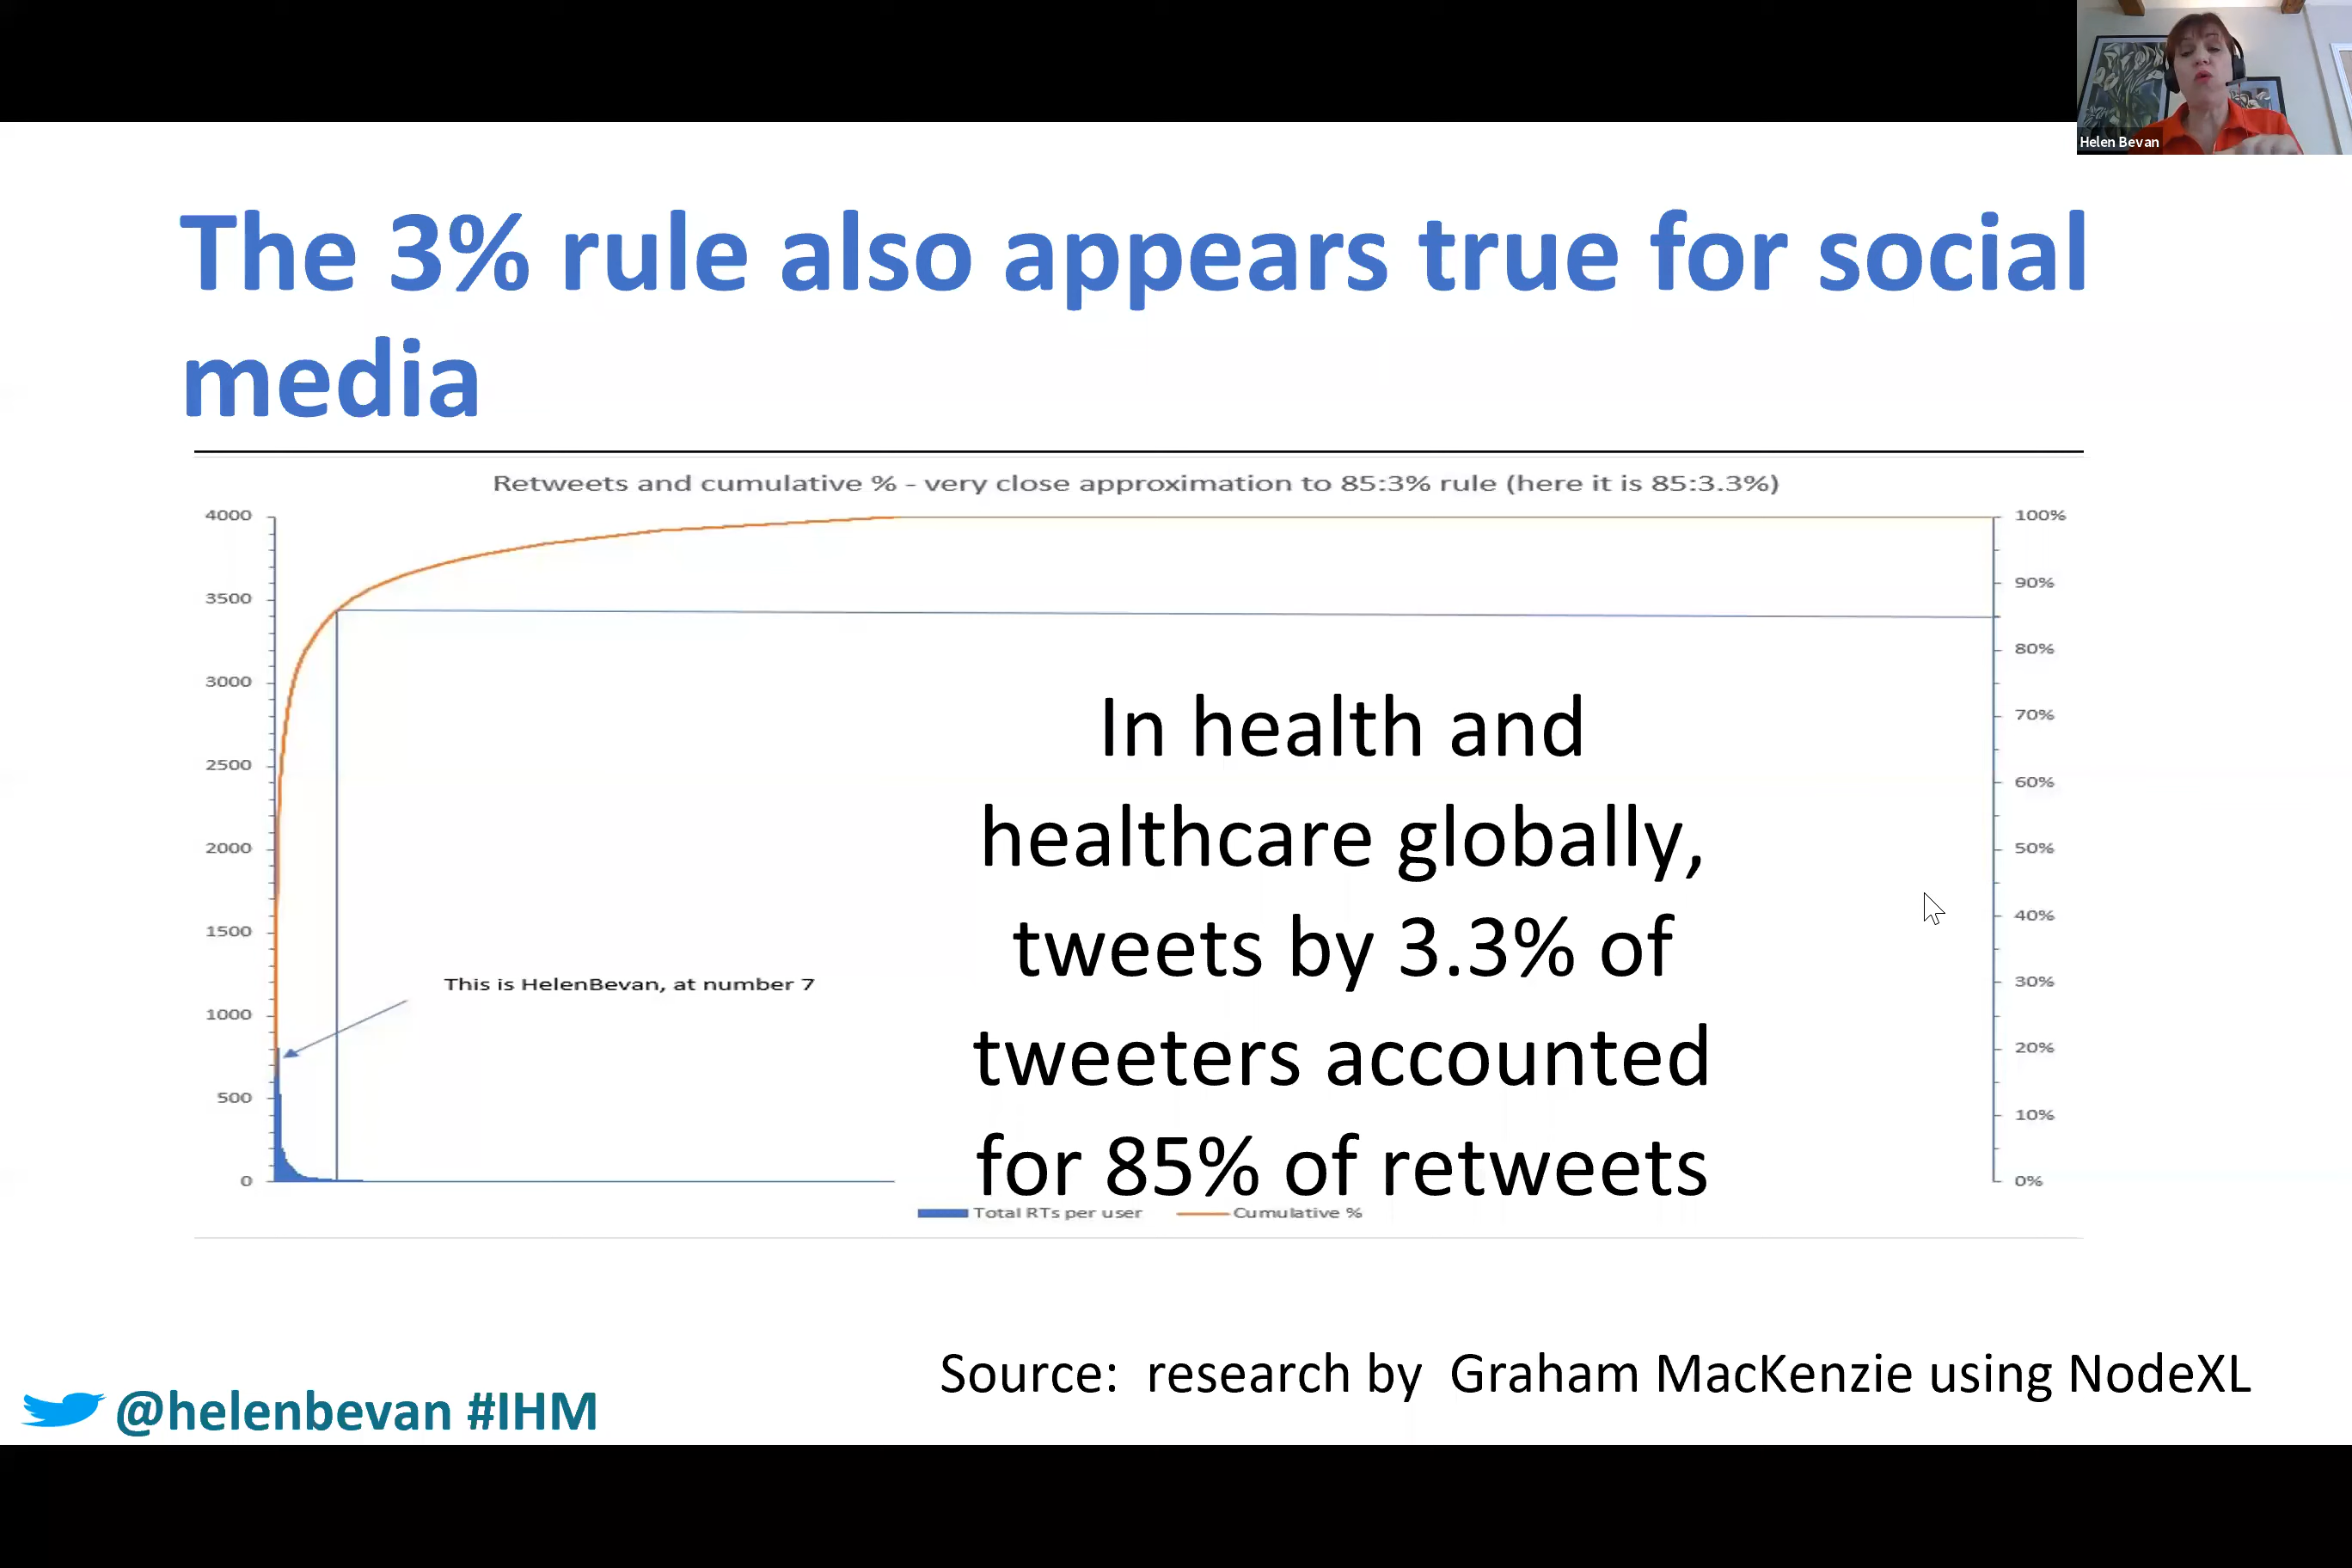 Helen Bevan
The 3% rule also appears true for social
media
Retweets and cumulative % - very close approximation to 85:3% rule (here it is 85:3.3%)
4000
3500
3000
2500
2000
1500
1000
500
0
100%
90%
80%
70%
60%
50%
40%
30%
20%
10%
0%
This is HelenBevan, at number 7
In health and
healthcare globally,
tweets by 3.3% of
tweeters accounted
for 85% of retweets
Total RTs per user
Cumulative %
Source: research by Graham MacKenzie using NodeXL
@helenbevan #IHM